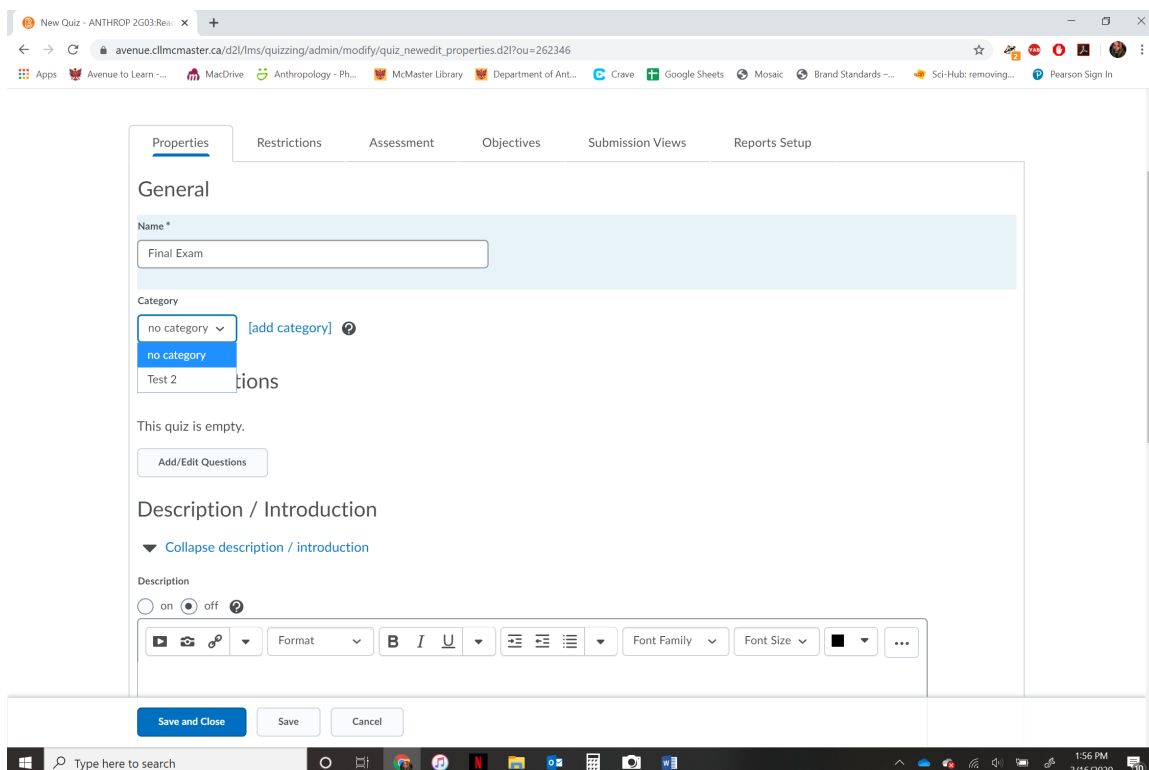 New Quiz - ANTHROP 2G03:Rea
avenue.cllmcmaster.ca/d2l/lms/quizzing/admin/modify/quiz_newedit_properties.d2l?ou=262346
Apps Avenue to Learn -... MacDrive Anthropology - Ph... McMaster Library Department of Ant... Crave Google Sheets Mosaic Brand Standards –... Sci-Hub: removing... Pearson Sign In
Properties Restrictions Assessment Objectives Submission Views Reports Setup
General
Name *
Final Exam
Category
no category [add category]
no category
Test 2
tions
This quiz is empty.
Add/Edit Questions
Description / Introduction
Collapse description / introduction
Description
on off
Format B I U Font Family Font Size ...
Save and Close Save Cancel
Type here to search
1:56 PM
3/16/2020